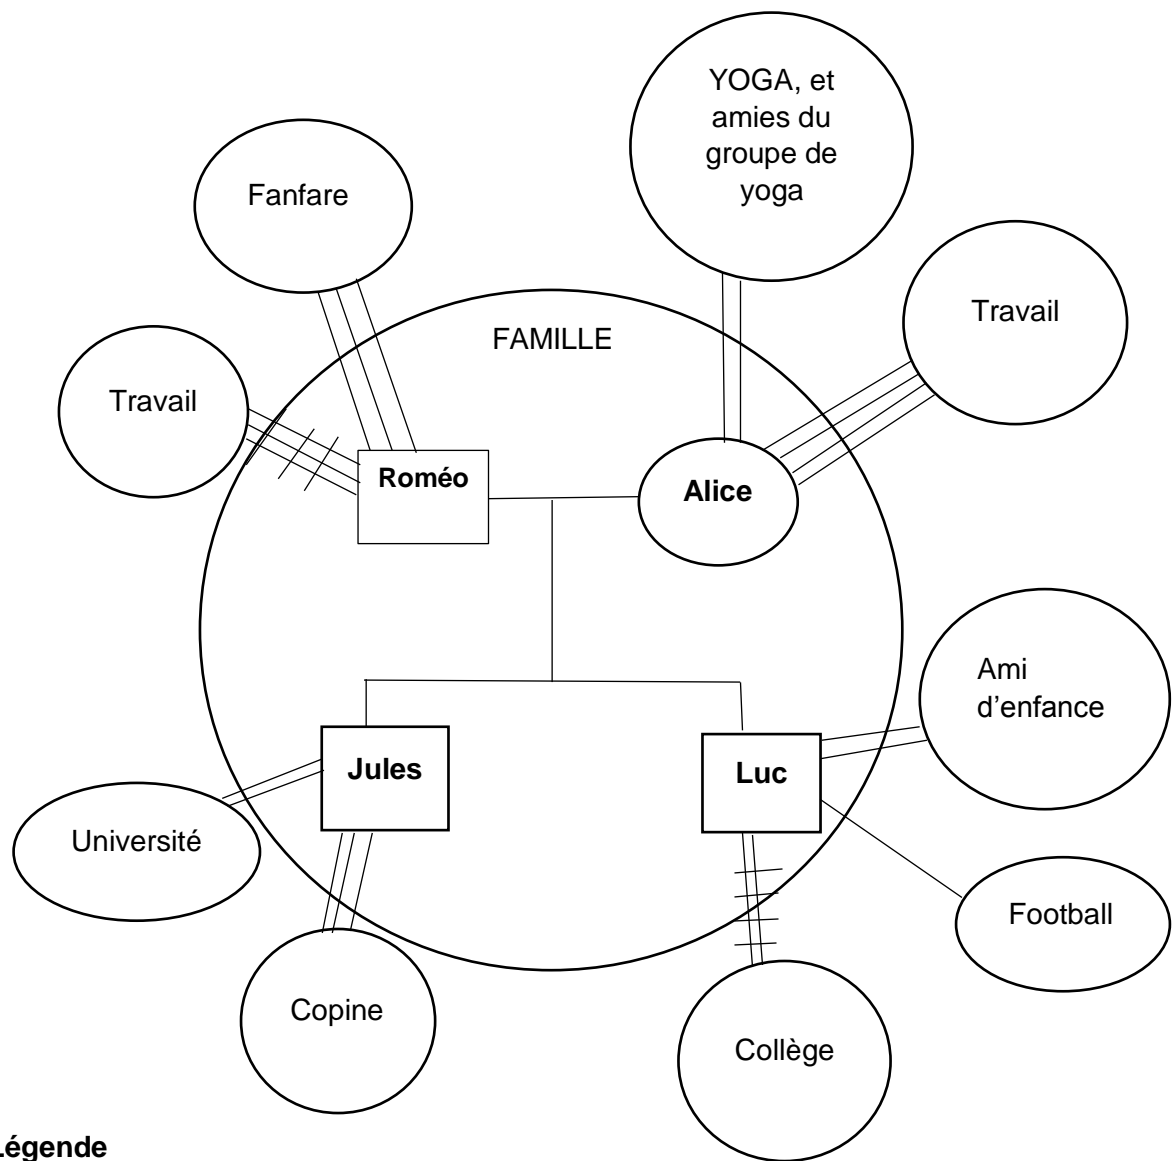 YOGA, et
amies du
groupe de
yoga
Fanfare
Travail
FAMILLE
Travail
Roméo
Alice
Ami
d'enfance
Jules
Luc
Université
Football
Copine
Collège
Légende